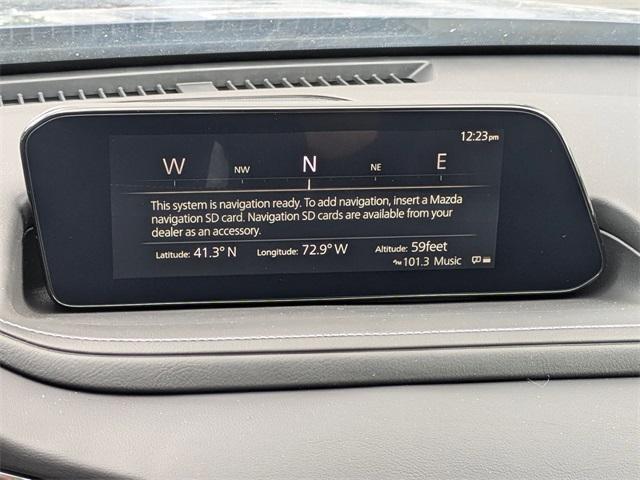 12:23pm
W NW N NE E
This system is navigation ready. To add navigation, insert a Mazda
navigation SD card. Navigation SD cards are available from your
dealer as an accessory.
Latitude: 41.3° N Longitude: 72.9° W Altitude: 59feet
101.3 Music